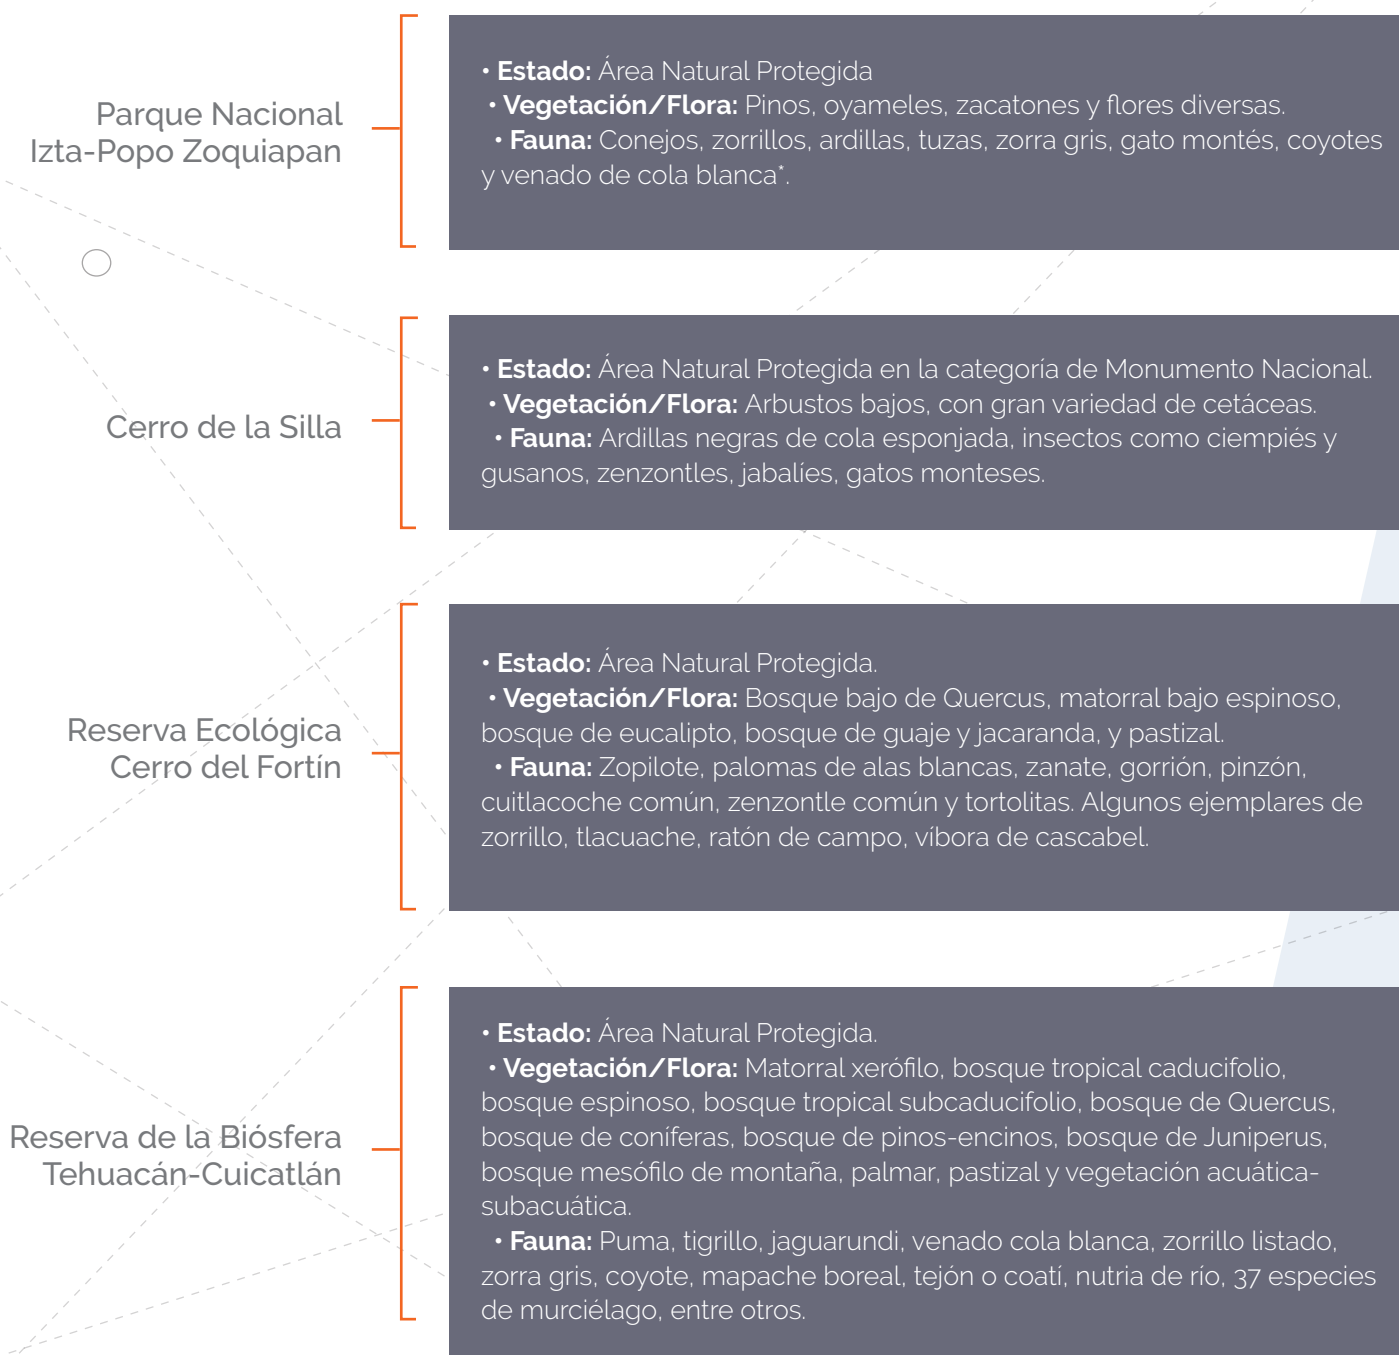 Parque Nacional
Izta-Popo Zoquiapan
• Estado: Área Natural Protegida
• Vegetación/Flora: Pinos, oyameles, zacatones y flores diversas.
• Fauna: Conejos, zorrillos, ardillas, tuzas, zorra gris, gato montés, coyotes
y venado de cola blanca*.
Cerro de la Silla
• Estado: Área Natural Protegida en la categoría de Monumento Nacional.
• Vegetación/Flora: Arbustos bajos, con gran variedad de cetáceas.
• Fauna: Ardillas negras de cola esponjada, insectos como ciempiés y
gusanos, zenzontles, jabalíes, gatos monteses.
Reserva Ecológica
Cerro del Fortín
• Estado: Área Natural Protegida.
• Vegetación/Flora: Bosque bajo de Quercus, matorral bajo espinoso,
bosque de eucalipto, bosque de guaje y jacaranda, y pastizal.
• Fauna: Zopilote, palomas de alas blancas, zanate, gorrión, pinzón,
cuitlacoche común, zenzontle común y tortolitas. Algunos ejemplares de
zorrillo, tlacuache, ratón de campo, víbora de cascabel.
Reserva de la Biósfera
Tehuacán-Cuicatlán
• Estado: Área Natural Protegida.
• Vegetación/Flora: Matorral xerófilo, bosque tropical caducifolio,
bosque espinoso, bosque tropical subcaducifolio, bosque de Quercus,
bosque de coníferas, bosque de pinos-encinos, bosque de Juniperus,
bosque mesófilo de montaña, palmar, pastizal y vegetación acuática-
subacuática.
• Fauna: Puma, tigrillo, jaguarundi, venado cola blanca, zorrillo listado,
zorra gris, coyote, mapache boreal, tejón o coatí, nutria de río, 37 especies
de murciélago, entre otros.